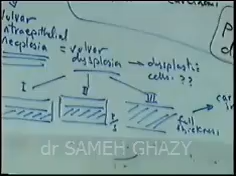 vulvar
intraepithelial
neoplasia = vulvar
dysplasia → dysplastic
cells ??
I II III
full
thickness
dr SAMEH GHAZY